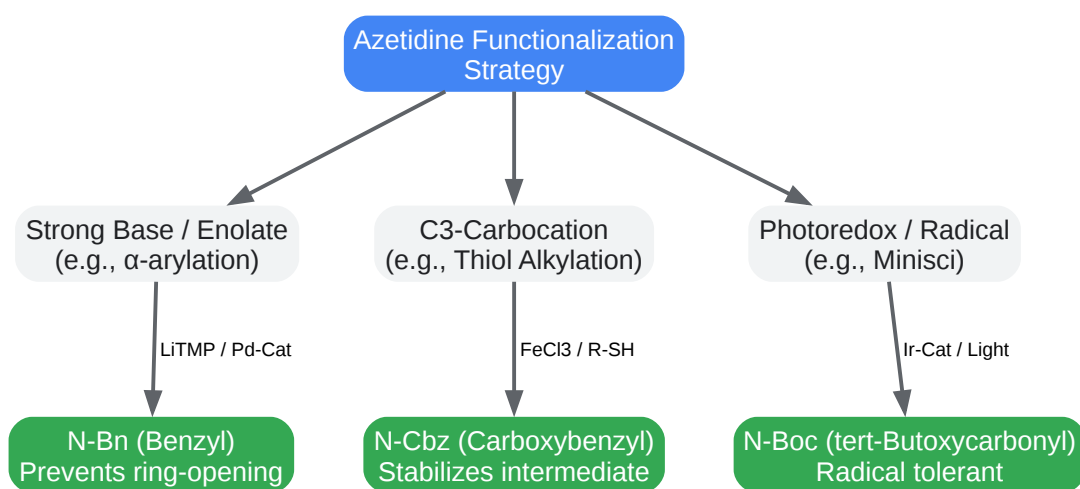 Azetidine Functionalization
Strategy
Strong Base / Enolate
(e.g., α-arylation)
C3-Carbocation
(e.g., Thiol Alkylation)
Photoredox / Radical
(e.g., Minisci)
LiTMP / Pd-Cat
FeCl3 / R-SH
Ir-Cat / Light
N-Bn (Benzyl)
Prevents ring-opening
N-Cbz (Carboxybenzyl)
Stabilizes intermediate
N-Boc (tert-Butoxycarbonyl)
Radical tolerant